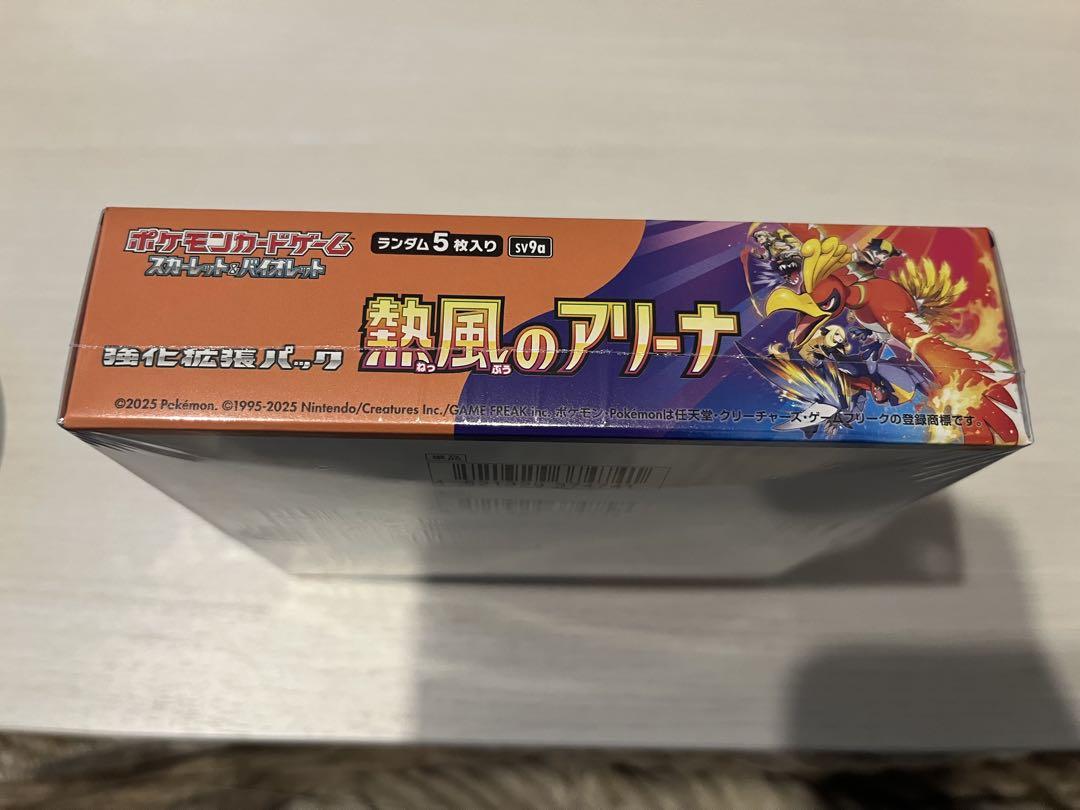 ポケモンカードゲーム
スカーレット&バイオレット
ランダム5枚入り
sv9a
強化拡張パック
熱風のアリーナ
ねっ ぷう
©2025 Pokémon. ©1995-2025 Nintendo/Creatures Inc./GAME FREAK inc. ポケモン・Pokémonは任天堂・クリーチャーズ・ゲームフリークの登録商標です。